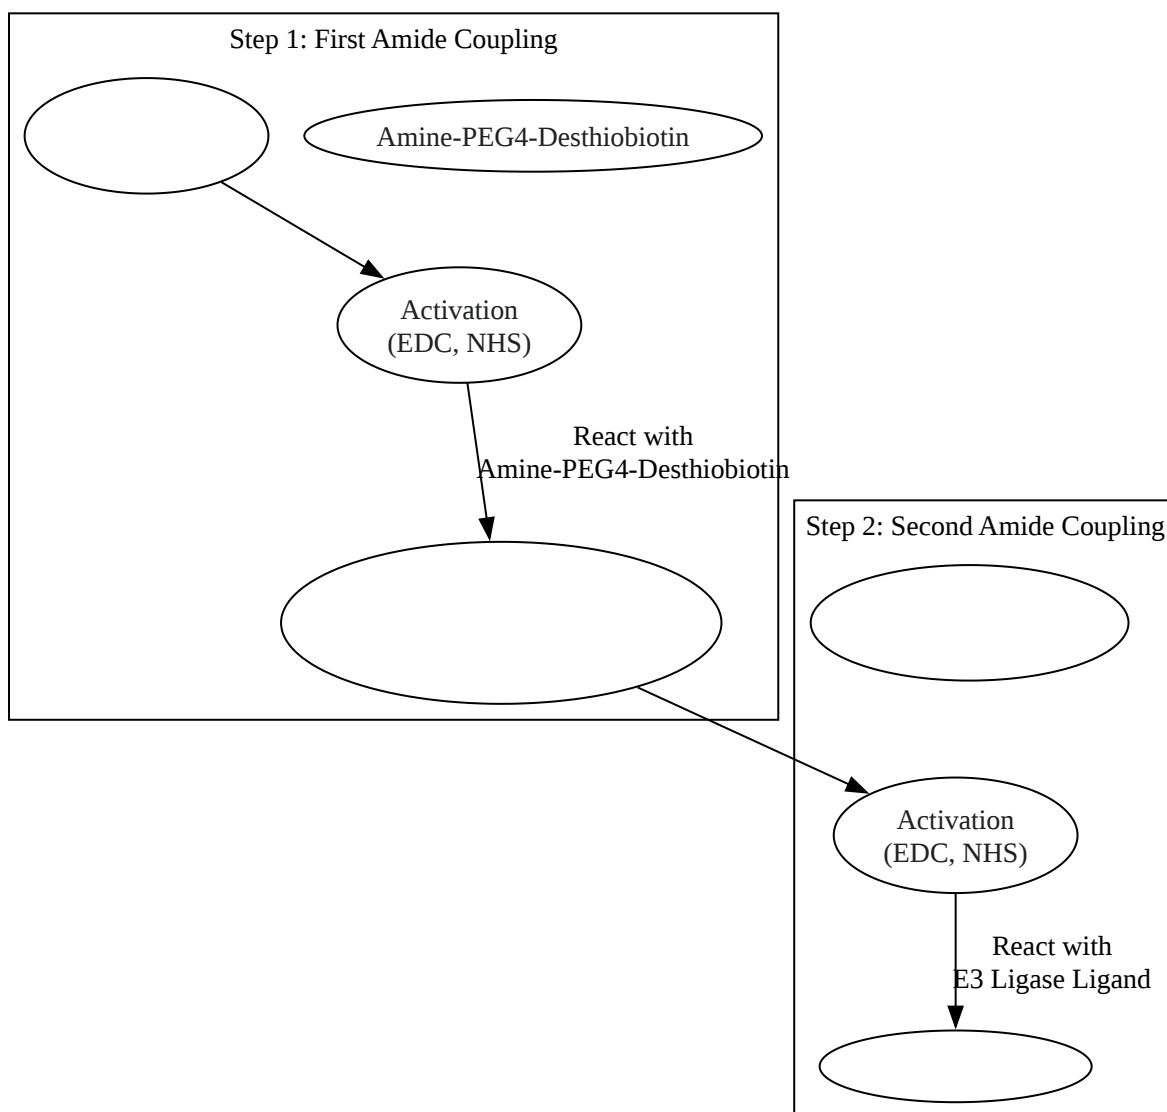 Step 1: First Amide Coupling
Amine-PEG4-Desthiobiotin
Activation
(EDC, NHS)
React with
Amine-PEG4-Desthiobiotin
Step 2: Second Amide Coupling
Activation
(EDC, NHS)
React with
E3 Ligase Ligand